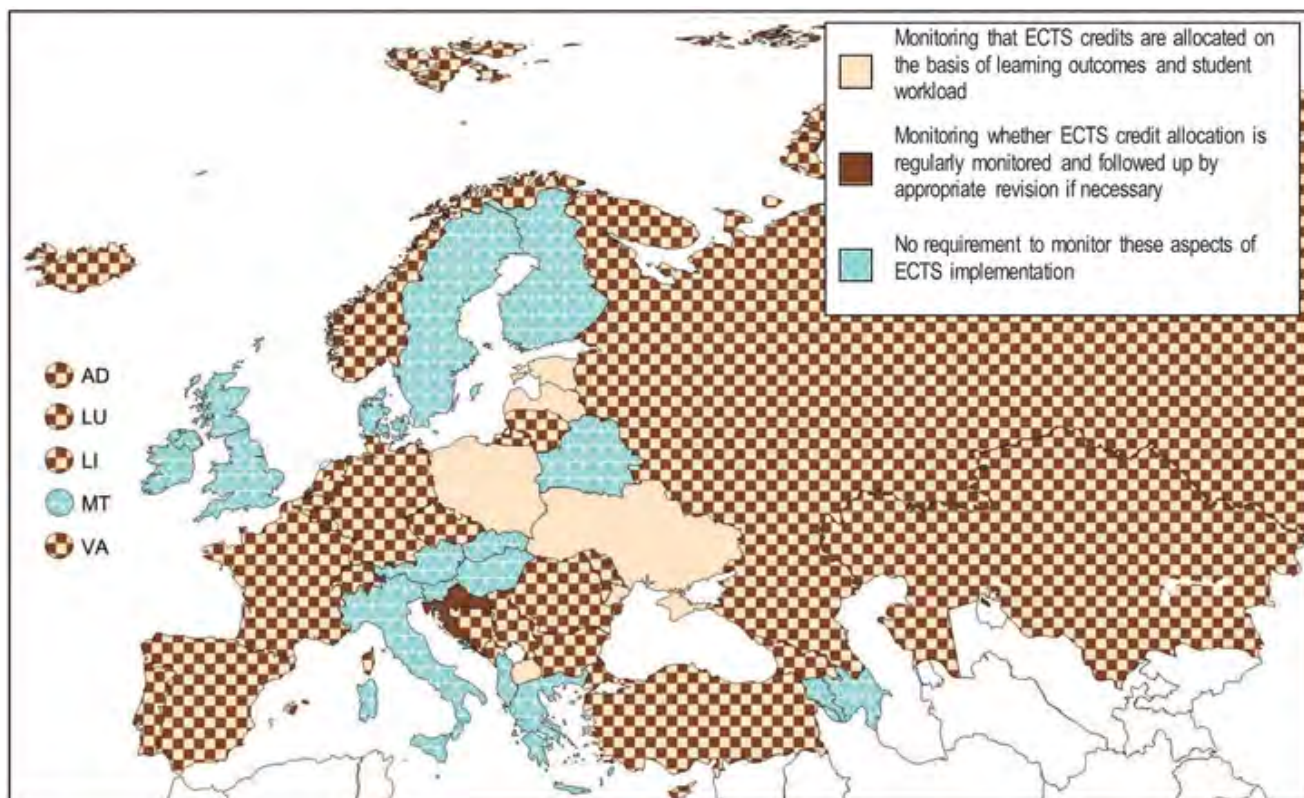 Monitoring that ECTS credits are allocated on
the basis of learning outcomes and student
workload
Monitoring whether ECTS credit allocation is
regularly monitored and followed up by
appropriate revision if necessary
No requirement to monitor these aspects of
ECTS implementation
AD
LU
LI
MT
VA